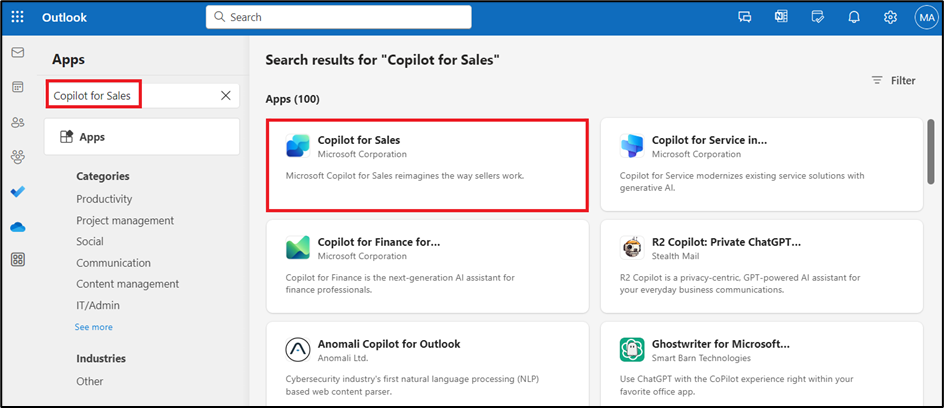 Outlook
Search
MA
Apps
Copilot for Sales
Apps
Categories
Productivity
Project management
Social
Communication
Content management
IT/Admin
See more
Industries
Other
Search results for "Copilot for Sales"
Filter
Apps (100)
Copilot for Sales
Microsoft Corporation
Microsoft Copilot for Sales reimagines the way sellers work.
Copilot for Service in...
Microsoft Corporation
Copilot for Service modernizes existing service solutions with
generative AI.
Copilot for Finance for...
Microsoft Corporation
Copilot for Finance is the next-generation AI assistant for
finance professionals.
R2 Copilot: Private ChatGPT...
Stealth Mail
R2 Copilot is a privacy-centric, GPT-powered AI assistant for
your everyday business communications.
Anomali Copilot for Outlook
Anomali Ltd.
Cybersecurity industry's first natural language processing (NLP)
based web content parser.
Ghostwriter for Microsoft...
Smart Barn Technologies
Use ChatGPT with the CoPilot experience right within your
favorite office app.